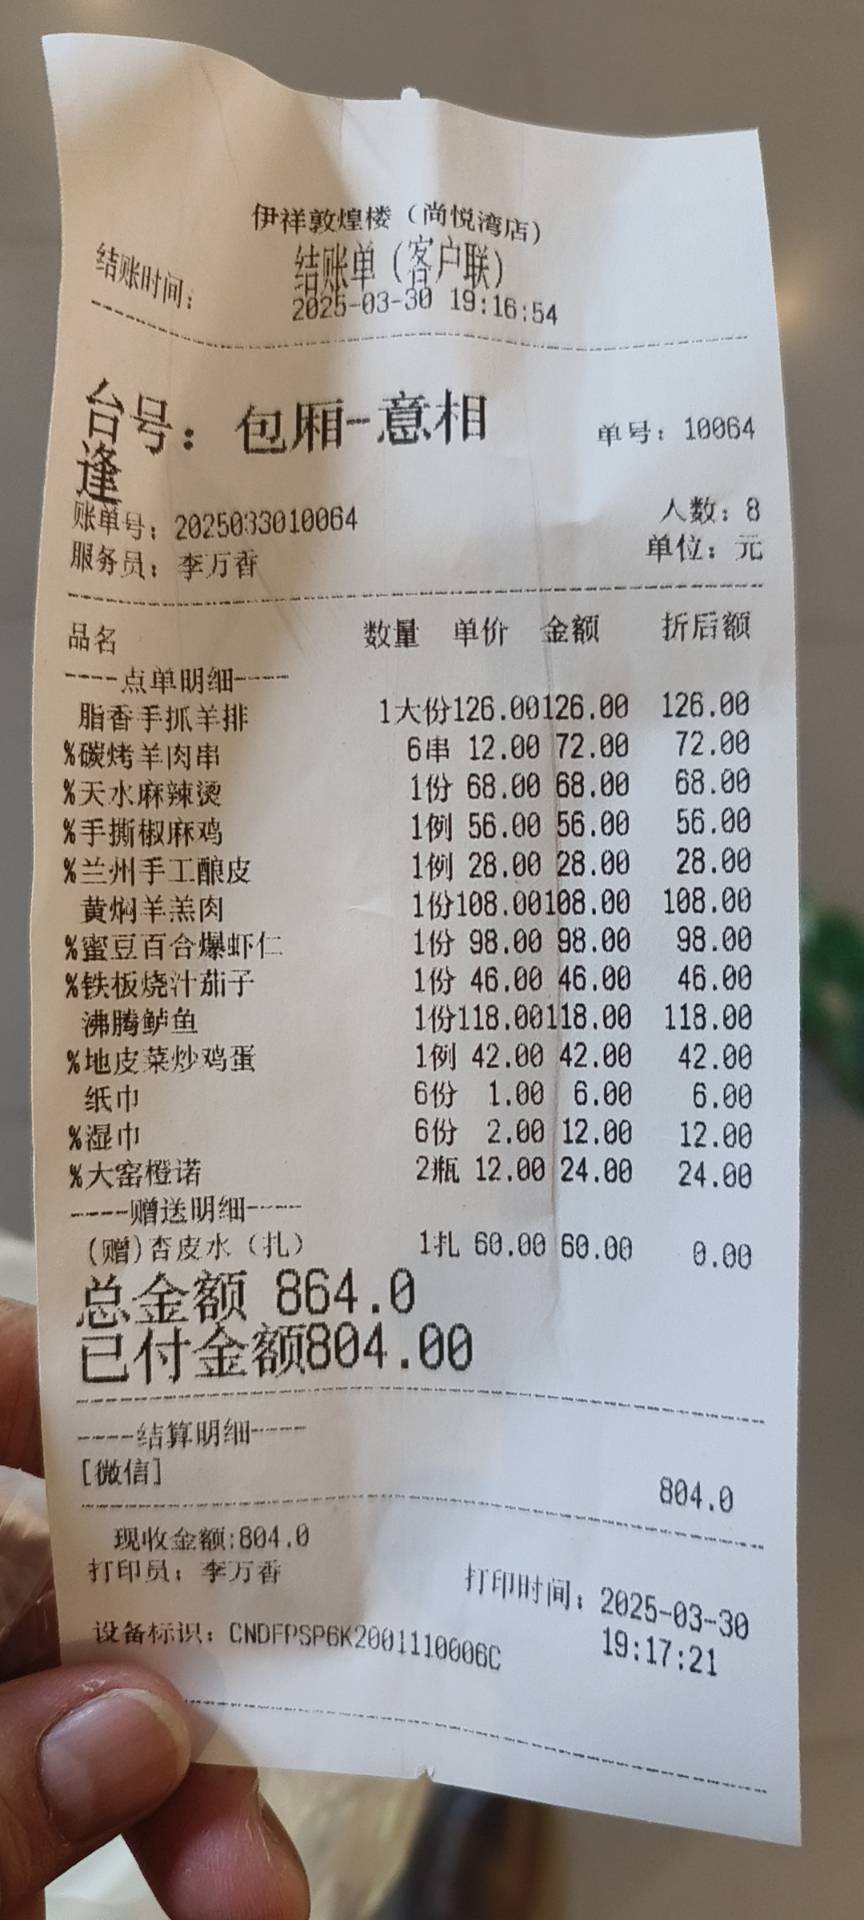 伊祥敦煌楼（尚悦湾店）
结账单（客户联）
结账时间： 2025-03-30 19:16:54
台号：包厢-意相逢 单号：10064
账单号：2025033010064 人数：8
服务员：李万香 单位：元
品名 数量 单价 金额 折后额
----点单明细----
脂香手抓羊排 1大份126.00126.00 126.00
%碳烤羊肉串 6串 12.00 72.00 72.00
%天水麻辣烫 1份 68.00 68.00 68.00
%手撕椒麻鸡 1例 56.00 56.00 56.00
%兰州手工酿皮 1例 28.00 28.00 28.00
黄焖羊羔肉 1份108.00108.00 108.00
%蜜豆百合爆虾仁 1份 98.00 98.00 98.00
%铁板烧汁茄子 1份 46.00 46.00 46.00
沸腾鲈鱼 1份118.00118.00 118.00
%地皮菜炒鸡蛋 1例 42.00 42.00 42.00
纸巾 6份 1.00 6.00 6.00
%湿巾 6份 2.00 12.00 12.00
%大窑橙诺 2瓶 12.00 24.00 24.00
----赠送明细----
(赠)杏皮水（扎） 1扎 60.00 60.00 0.00
总金额 864.0
已付金额804.00
----结算明细----
[微信] 804.0
现收金额:804.0
打印员：李万香 打印时间：2025-03-30 19:17:21
设备标识：CNDFPSP6K2001110006C